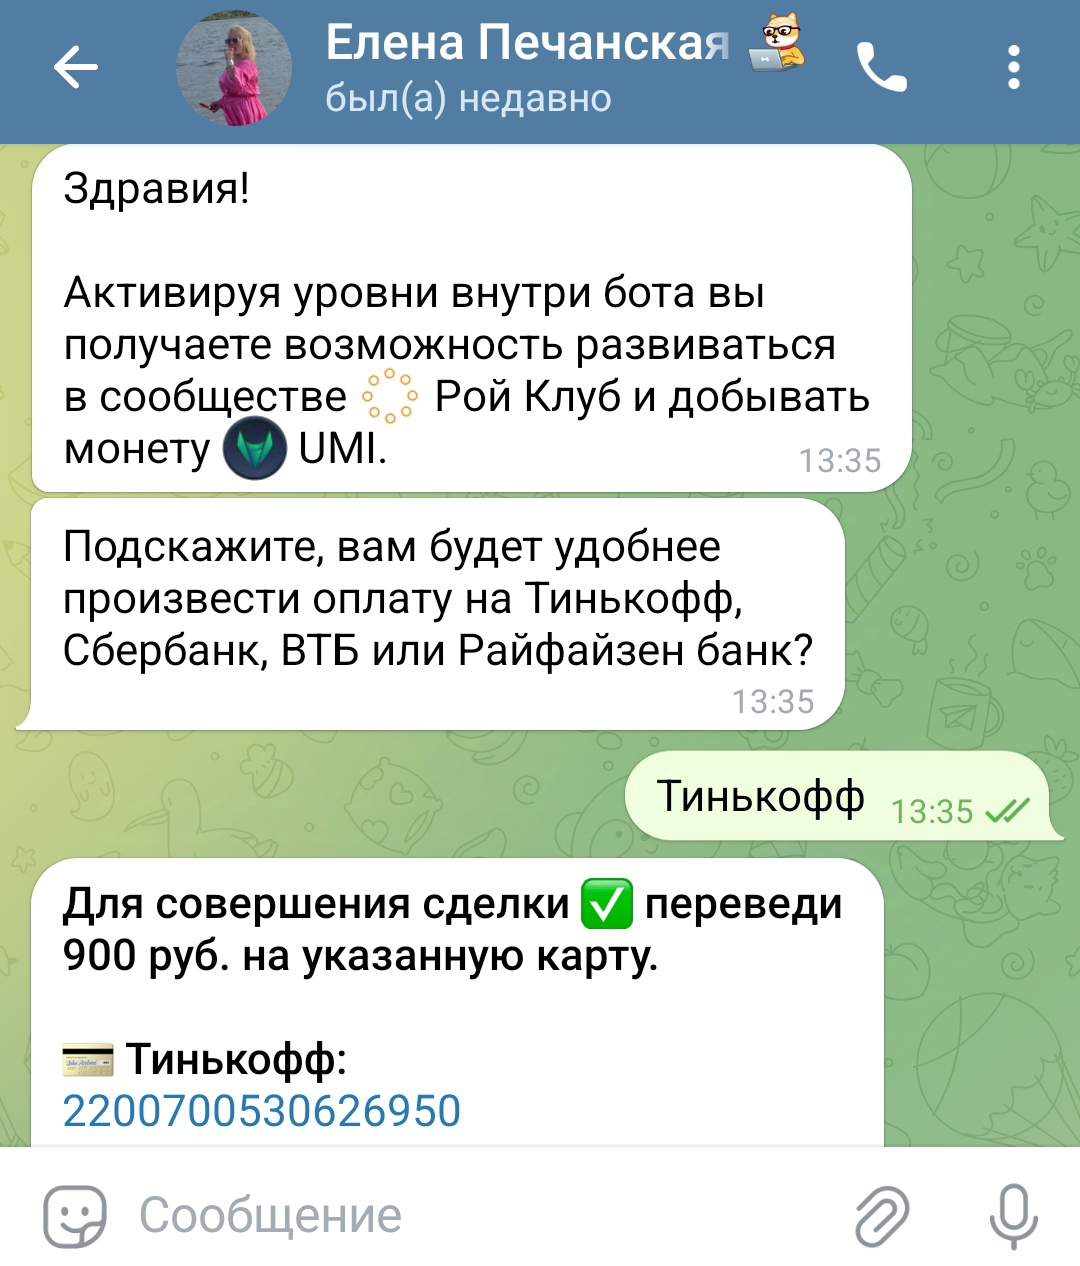 Елена Печанская
был(а) недавно
Здравия!
Активируя уровни внутри бота вы
получаете возможность развиваться
в сообществе Рой Клуб и добывать
монету UMI.
13:35
Подскажите, вам будет удобнее
произвести оплату на Тинькофф,
Сбербанк, ВТБ или Райфайзен банк?
13:35
Тинькофф 13:35
Для совершения сделки ✅ переведи
900 руб. на указанную карту.
💳 Тинькофф:
2200700530626950
Сообщение